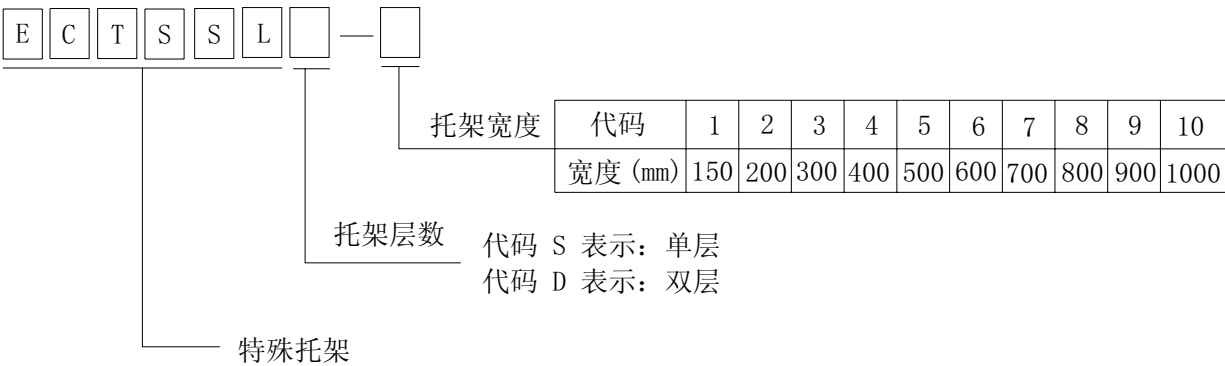 E C T S S L —
托架宽度 代码 1 2 3 4 5 6 7 8 9 10
宽度(mm) 150 200 300 400 500 600 700 800 900 1000
托架层数 代码 S 表示: 单层
代码 D 表示: 双层
特殊托架